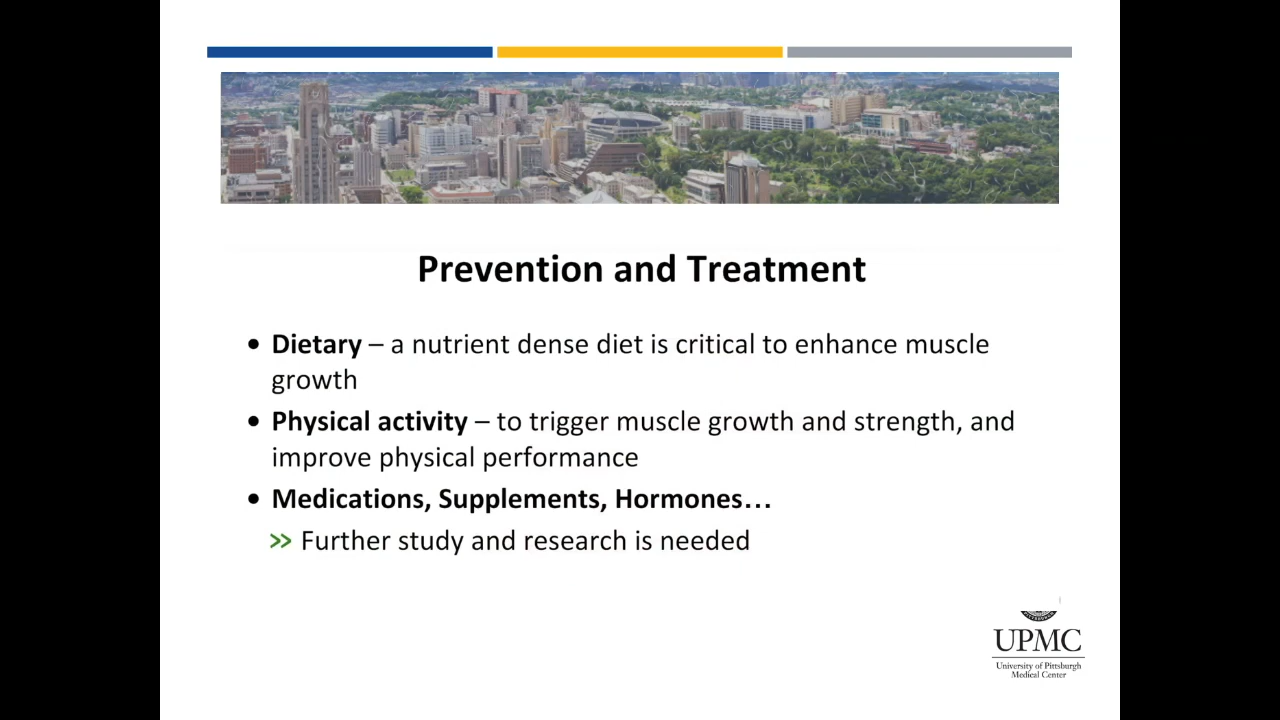 Prevention and Treatment
• Dietary – a nutrient dense diet is critical to enhance muscle
growth
• Physical activity – to trigger muscle growth and strength, and
improve physical performance
• Medications, Supplements, Hormones…
>> Further study and research is needed
UPMC
University of Pittsburgh
Medical Center